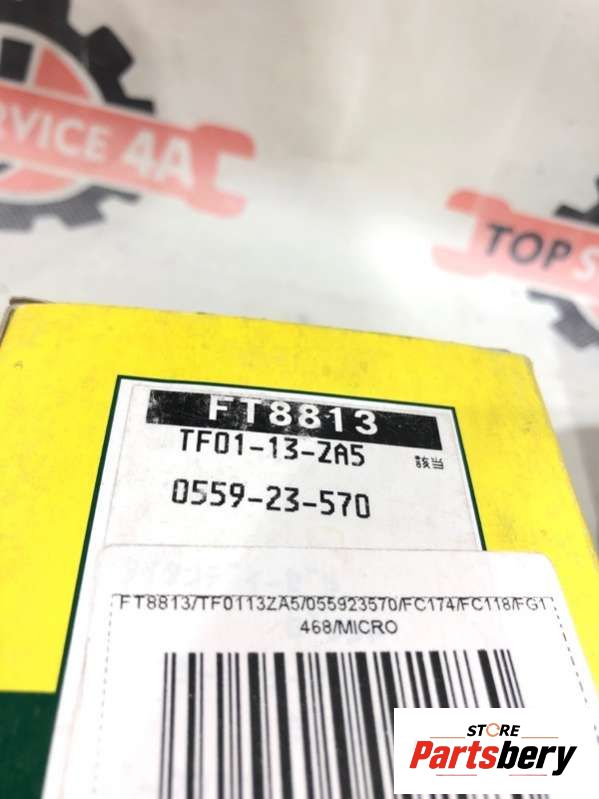 SERVICE 4A
TOP S
FT8813
TF01-13-ZA5 該当
0559-23-570
FT8813/TF0113ZA5/055923570/FC174/FC118/FG1
468/MICRO
STORE
Partsbery